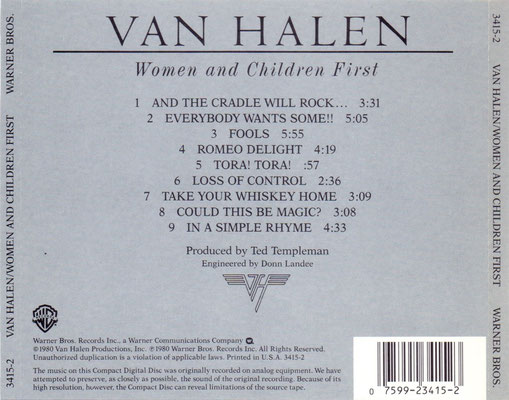 VAN HALEN
Women and Children First
1 AND THE CRADLE WILL ROCK... 3:31
2 EVERYBODY WANTS SOME!! 5:05
3 FOOLS 5:55
4 ROMEO DELIGHT 4:19
5 TORA! TORA! :57
6 LOSS OF CONTROL 2:36
7 TAKE YOUR WHISKEY HOME 3:09
8 COULD THIS BE MAGIC? 3:08
9 IN A SIMPLE RHYME 4:33
Produced by Ted Templeman
Engineered by Donn Landee
VH
Warner Bros. Records Inc., a Warner Communications Company
©1980 Van Halen Productions, Inc. ℗1980 Warner Bros. Records Inc. All Rights Reserved.
Unauthorized duplication is a violation of applicable laws. Printed in U.S.A. 3415-2
The music on this Compact Digital Disc was originally recorded on analog equipment. We have
attempted to preserve, as closely as possible, the sound of the original recording. Because of its
high resolution, however, the Compact Disc can reveal limitations of the source tape.
0 7599-23415-2
3415-2 VAN HALEN/WOMEN AND CHILDREN FIRST WARNER BROS.
3415-2 VAN HALEN/WOMEN AND CHILDREN FIRST WARNER BROS.